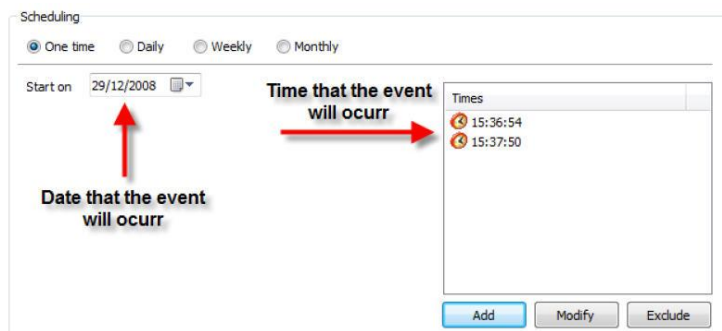 Scheduling
One time Daily Weekly Monthly
Start on 29/12/2008
Time that the event
will ocurr
Times
15:36:54
15:37:50
Date that the event
will ocurr
Add Modify Exclude